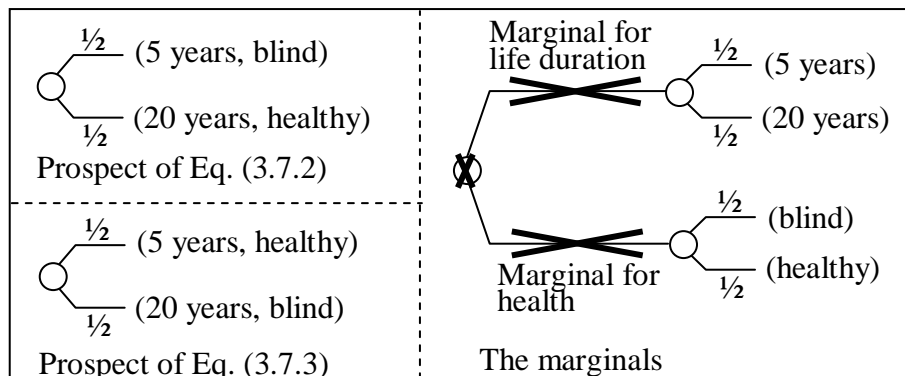 ½
(5 years, blind)
(20 years, healthy)
½
Prospect of Eq. (3.7.2)
½
(5 years, healthy)
(20 years, blind)
½
Prospect of Eq. (3.7.3)
Marginal for
life duration
½
(5 years)
(20 years)
½
½
(blind)
(healthy)
½
Marginal for
health
The marginals